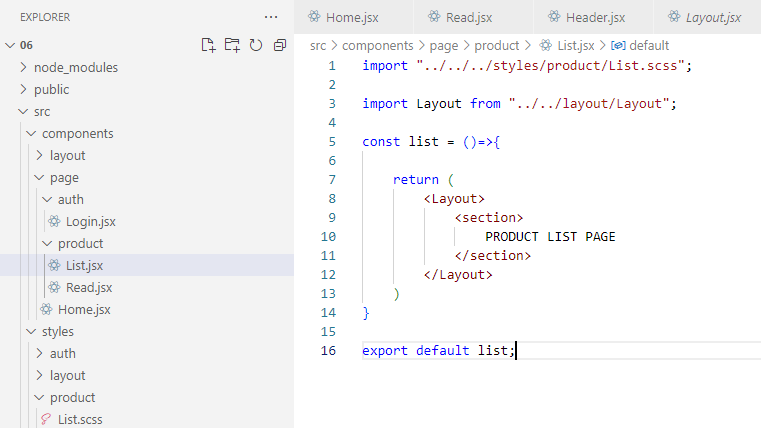 EXPLORER
...
06
node_modules
public
src
components
layout
page
auth
Login.jsx
product
List.jsx
Read.jsx
Home.jsx
styles
auth
layout
product
List.scss
Home.jsx
Read.jsx
Header.jsx
Layout.jsx
src > components > page > product > List.jsx > default
1 import "../../../styles/product/List.scss";
2
3 import Layout from "../../layout/Layout";
4
5 const list = ()=>{
6
7 return (
8 <Layout>
9 <section>
10 PRODUCT LIST PAGE
11 </section>
12 </Layout>
13 )
14 }
15
16 export default list;